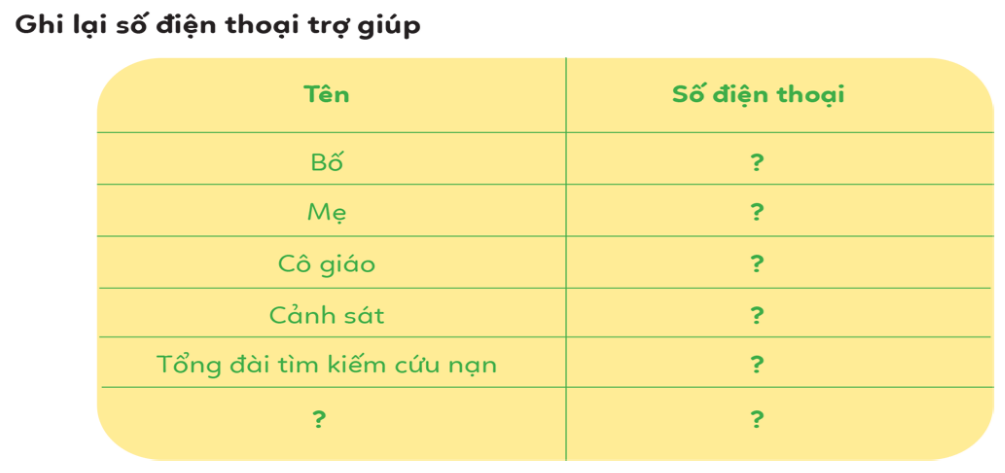 Ghi lại số điện thoại trợ giúp
Tên Số điện thoại
Bố ?
Mẹ ?
Cô giáo ?
Cảnh sát ?
Tổng đài tìm kiếm cứu nạn ?
? ?